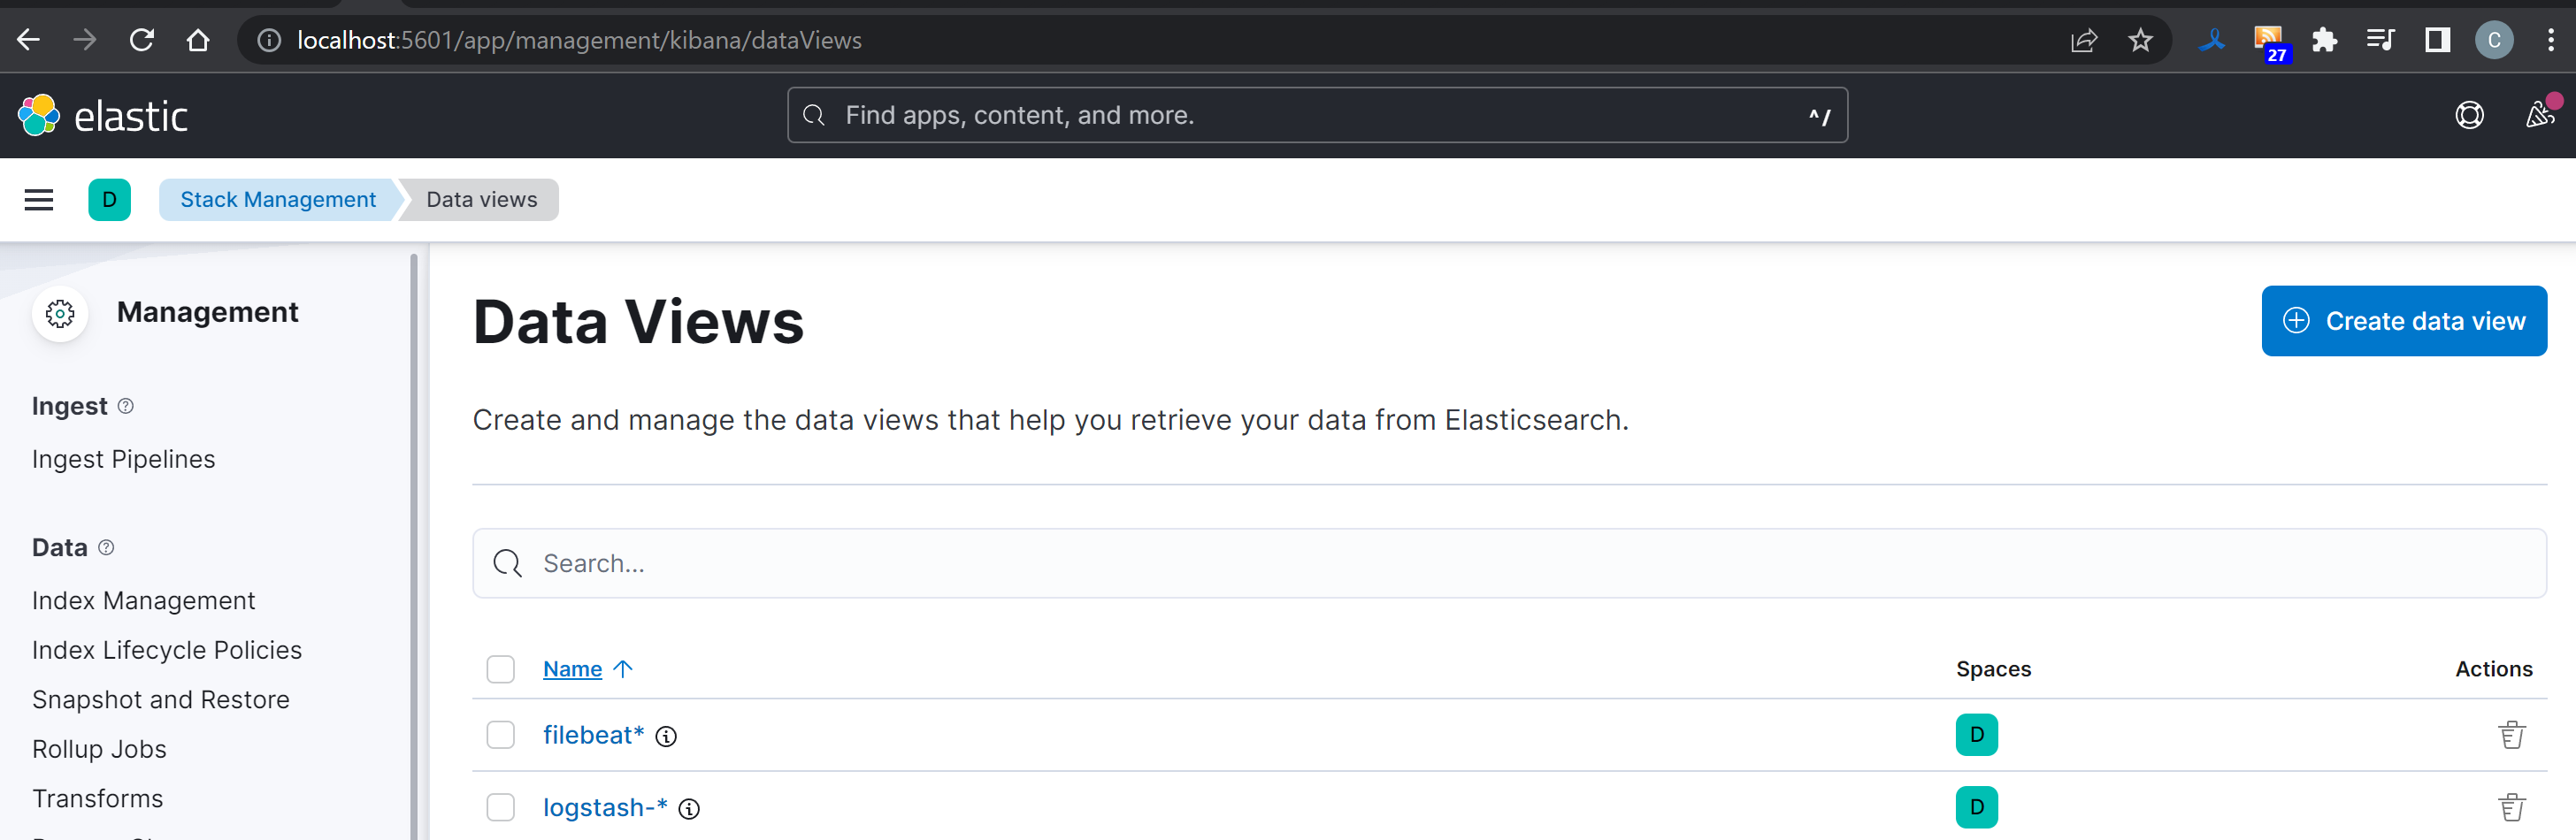 localhost:5601/app/management/kibana/dataViews
27
C
elastic
Find apps, content, and more.
^/
D
Stack Management
Data views
Management
Ingest
Ingest Pipelines
Data
Index Management
Index Lifecycle Policies
Snapshot and Restore
Rollup Jobs
Transforms
Data Views
Create data view
Create and manage the data views that help you retrieve your data from Elasticsearch.
Search...
Name
Spaces
Actions
filebeat*
D
logstash-*
D